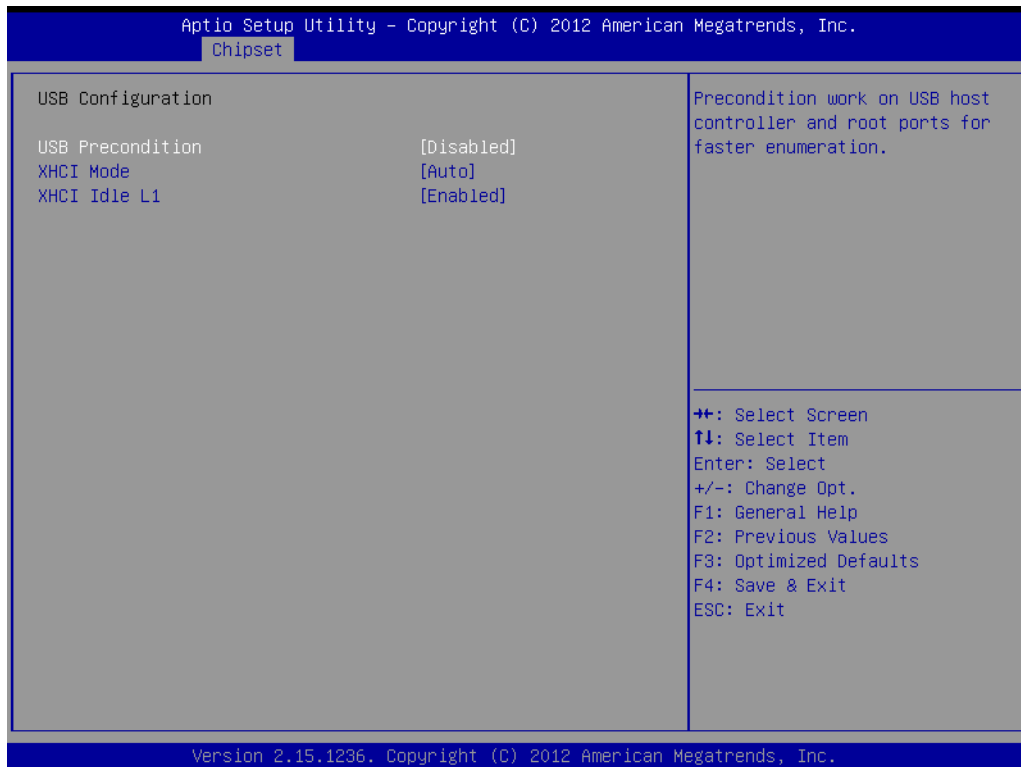 Aptio Setup Utility – Copyright (C) 2012 American Megatrends, Inc.
Chipset
USB Configuration
USB Precondition [Disabled]
XHCI Mode [Auto]
XHCI Idle L1 [Enabled]
Precondition work on USB host
controller and root ports for
faster enumeration.
→←: Select Screen
↑↓: Select Item
Enter: Select
+/-: Change Opt.
F1: General Help
F2: Previous Values
F3: Optimized Defaults
F4: Save & Exit
ESC: Exit
Version 2.15.1236. Copyright (C) 2012 American Megatrends, Inc.